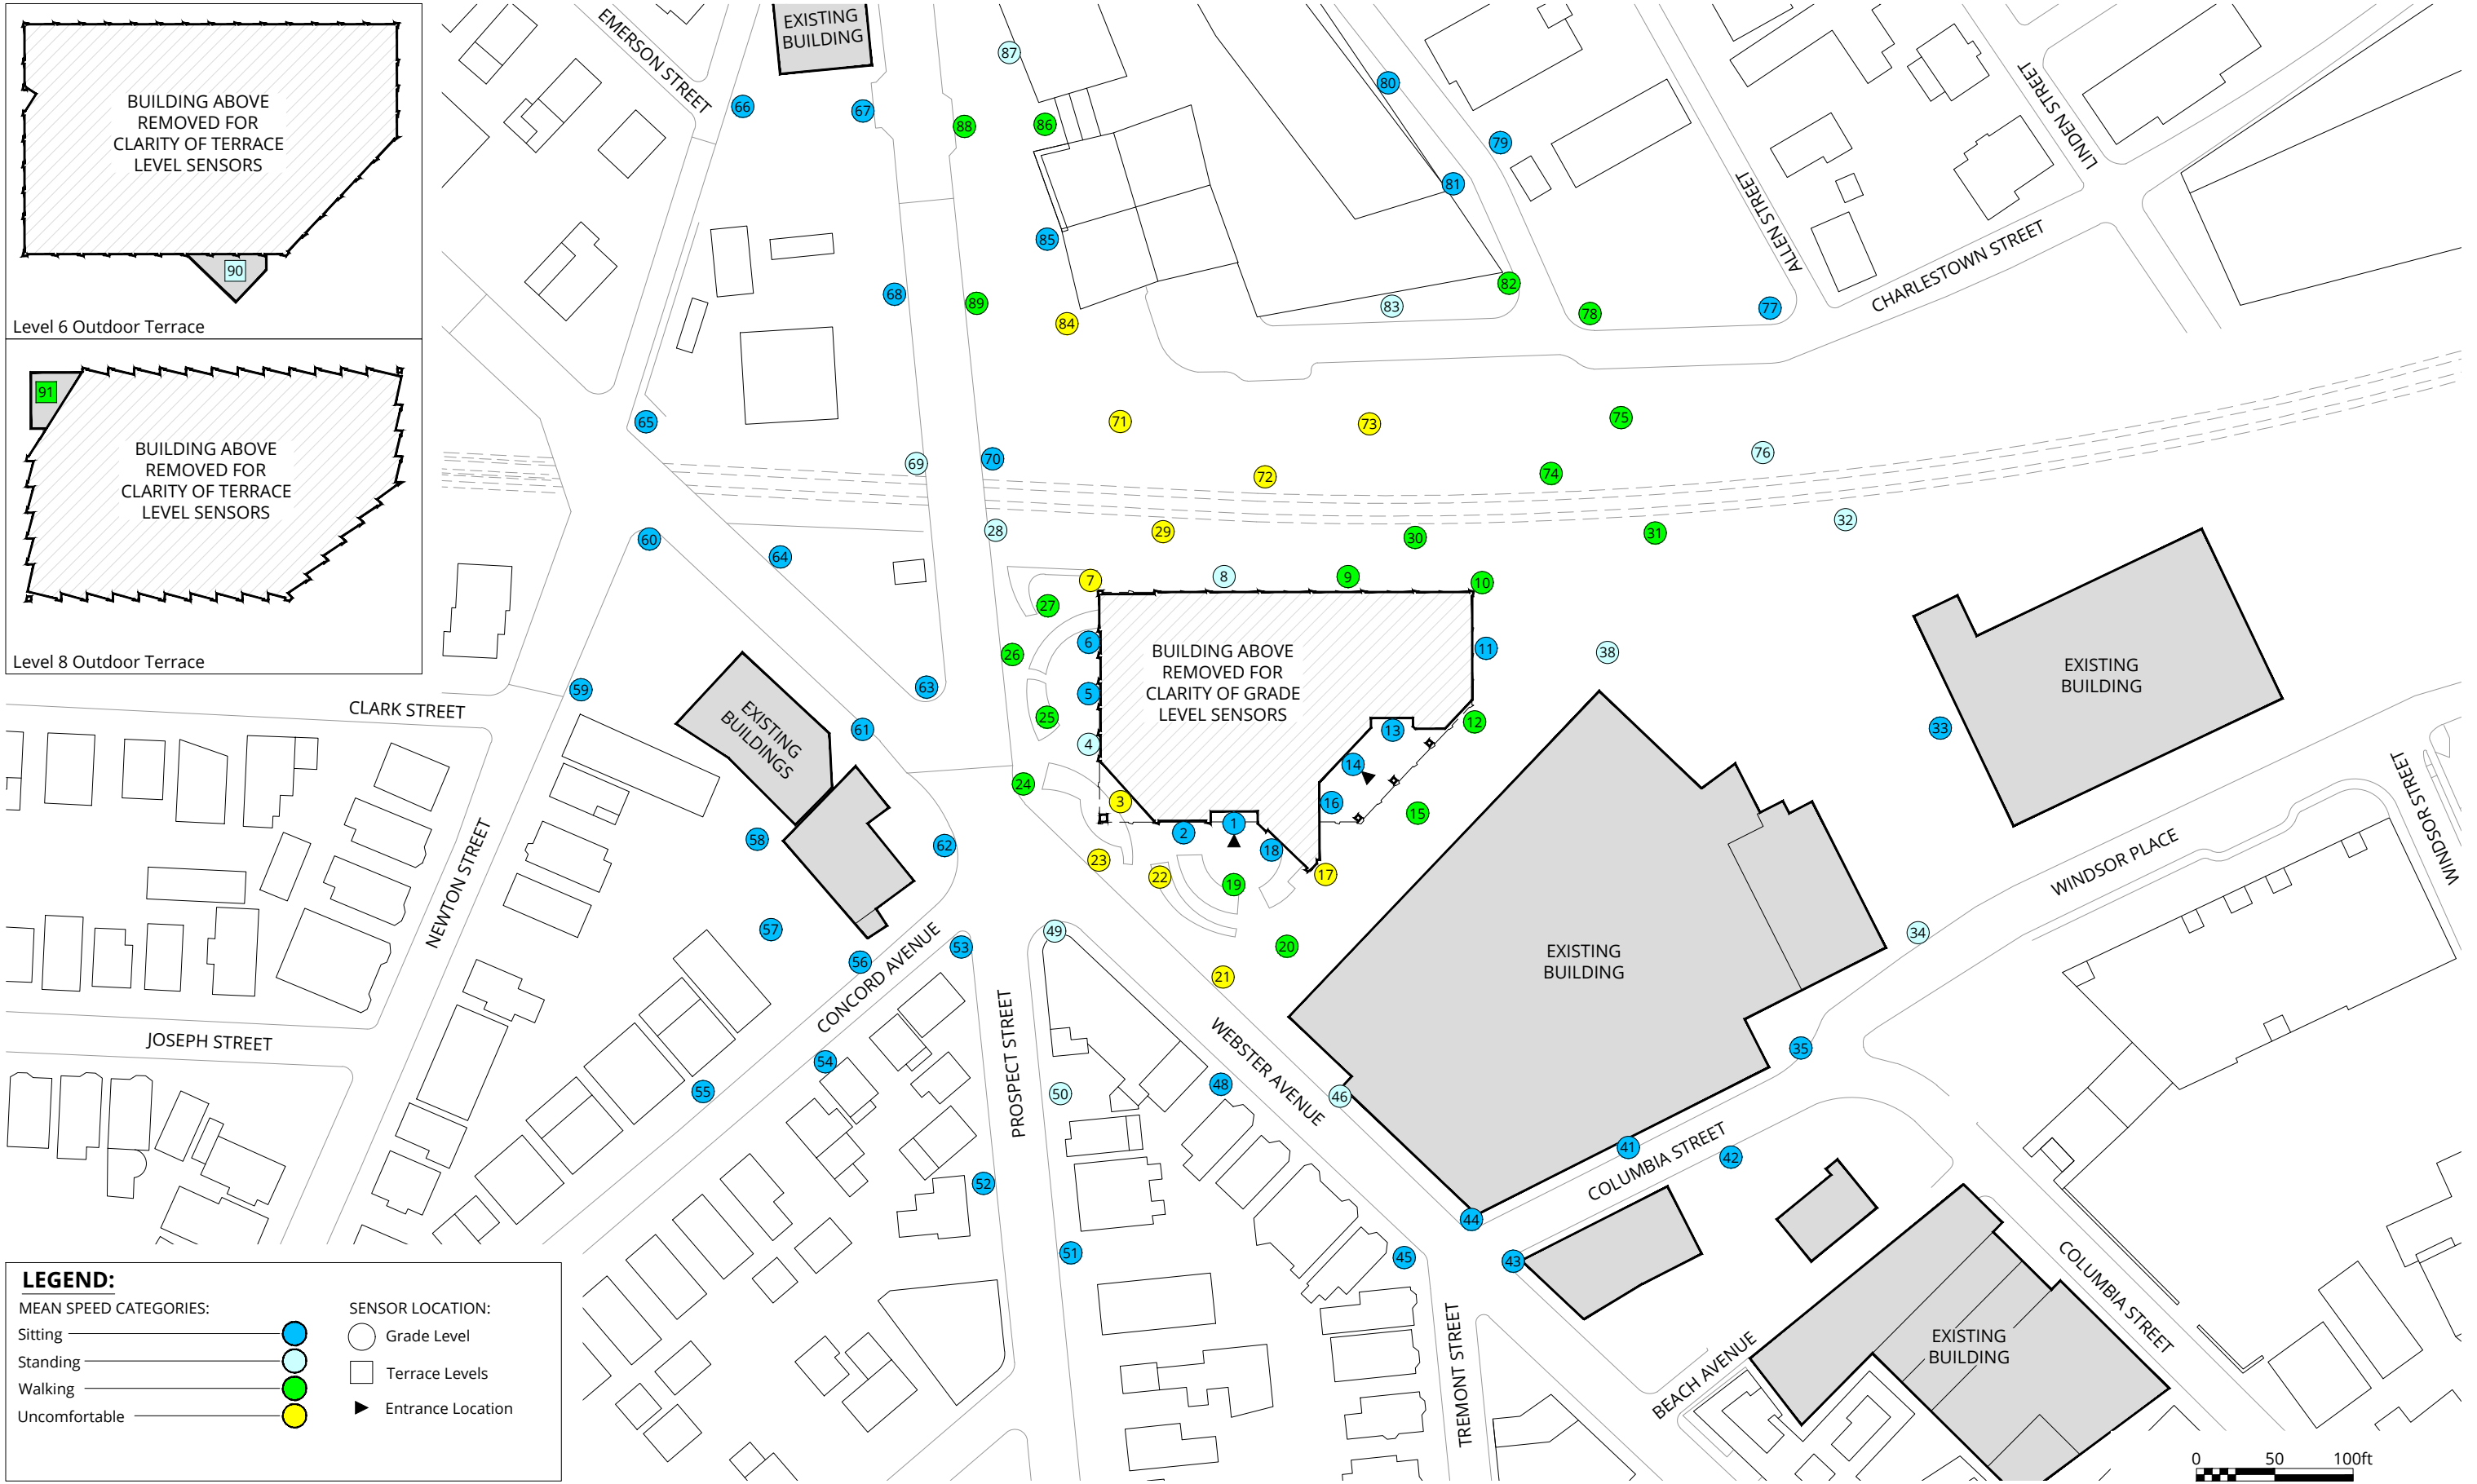 BUILDING ABOVE
REMOVED FOR
CLARITY OF TERRACE
LEVEL SENSORS
90
Level 6 Outdoor Terrace
91
BUILDING ABOVE
REMOVED FOR
CLARITY OF TERRACE
LEVEL SENSORS
Level 8 Outdoor Terrace
EMERSON STREET
EXISTING
BUILDING
87
80
66
67
88
86
79
81
85
68
89
84
83
82
78
77
ALLEN STREET
LINDEN STREET
CHARLESTOWN STREET
65
71
73
75
69
70
72
74
76
28
29
30
31
32
60
64
7
8
9
10
27
6
26
11
38
5
25
4
63
59
61
BUILDING ABOVE
REMOVED FOR
CLARITY OF GRADE
LEVEL SENSORS
13
12
14
16
15
24
3
1
2
18
17
23
22
19
20
21
EXISTING
BUILDINGS
58
62
57
56
53
49
CLARK STREET
NEWTON STREET
JOSEPH STREET
CONCORD AVENUE
PROSPECT STREET
WEBSTER AVENUE
EXISTING
BUILDING
33
EXISTING
BUILDING
34
35
WINDSOR PLACE
WINDSOR STREET
54
55
50
48
46
41
42
COLUMBIA STREET
52
51
45
44
43
TREMONT STREET
BEACH AVENUE
COLUMBIA STREET
EXISTING
BUILDING
LEGEND:
MEAN SPEED CATEGORIES:
Sitting
Standing
Walking
Uncomfortable
SENSOR LOCATION:
Grade Level
Terrace Levels
Entrance Location
0 50 100ft